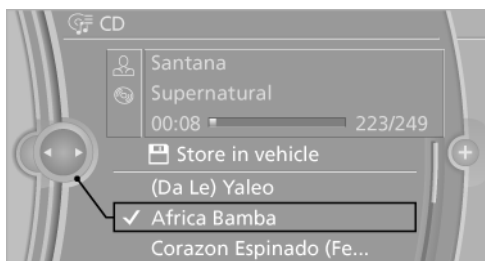 CD
Santana
Supernatural
00:08 223/249
Store in vehicle
(Da Le) Yaleo
Africa Bamba
Corazon Espinado (Fe...